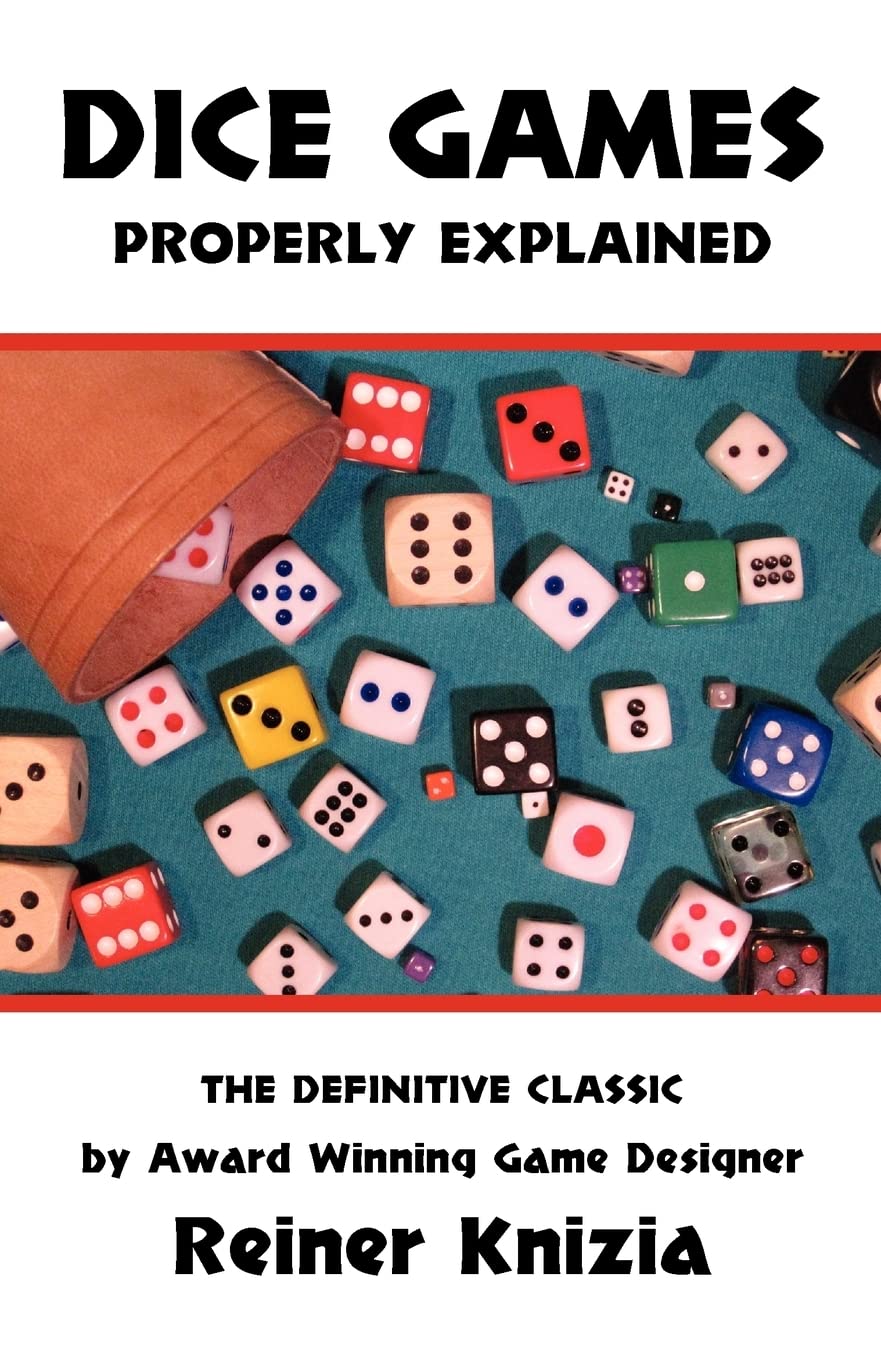 DICE GAMES
PROPERLY EXPLAINED
THE DEFINITIVE CLASSIC
by Award Winning Game Designer
Reiner Knizia